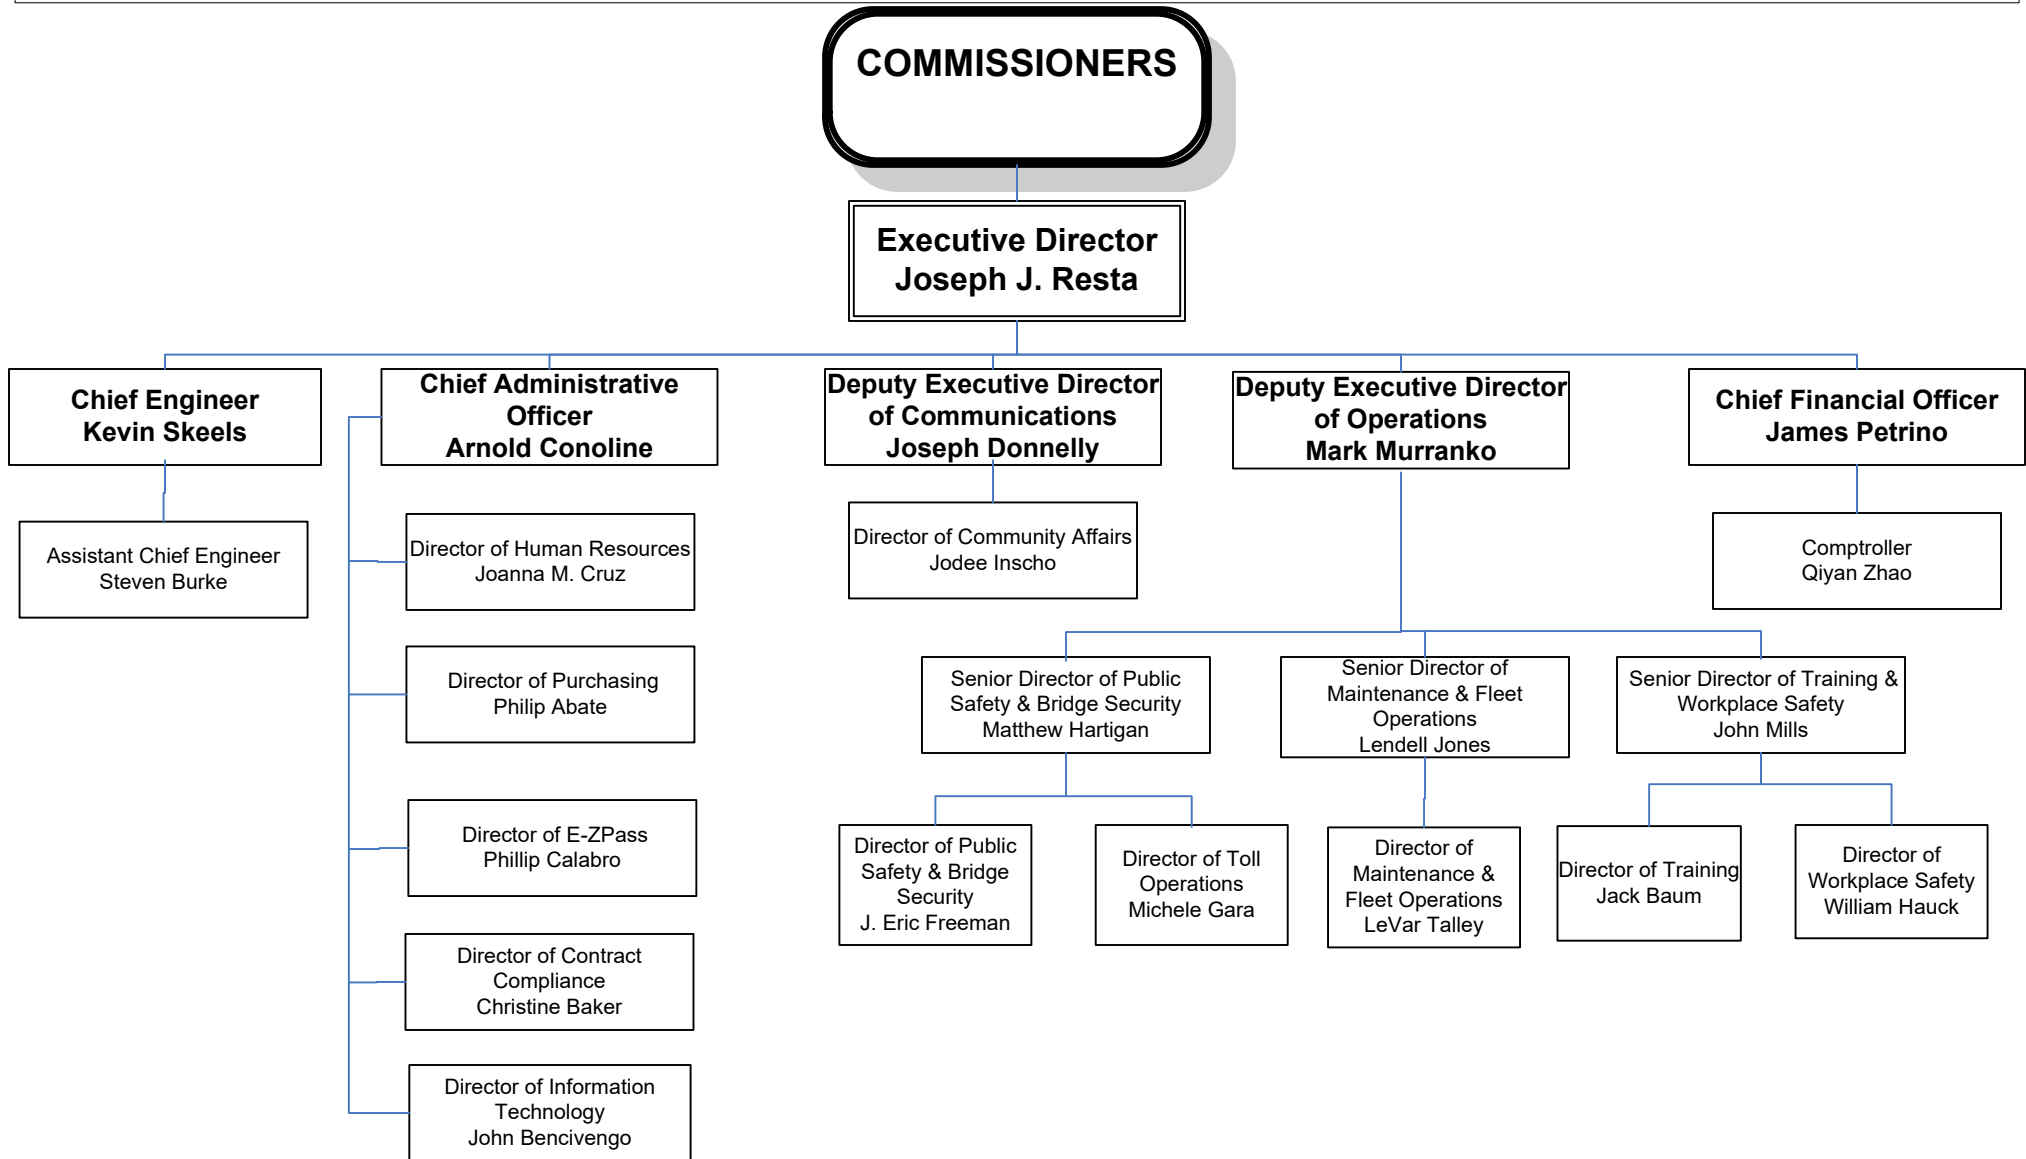 COMMISSIONERS
Executive Director
Joseph J. Resta
Chief Engineer
Kevin Skeels
Chief Administrative
Officer
Arnold Conoline
Deputy Executive Director
of Communications
Joseph Donnelly
Deputy Executive Director
of Operations
Mark Murranko
Chief Financial Officer
James Petrino
Assistant Chief Engineer
Steven Burke
Director of Human Resources
Joanna M. Cruz
Director of Purchasing
Philip Abate
Director of E-ZPass
Phillip Calabro
Director of Contract
Compliance
Christine Baker
Director of Information
Technology
John Bencivengo
Director of Community Affairs
Jodee Inscho
Comptroller
Qiyan Zhao
Senior Director of Public
Safety & Bridge Security
Matthew Hartigan
Senior Director of
Maintenance & Fleet
Operations
Lendell Jones
Senior Director of Training &
Workplace Safety
John Mills
Director of Public
Safety & Bridge
Security
J. Eric Freeman
Director of Toll
Operations
Michele Gara
Director of
Maintenance &
Fleet Operations
LeVar Talley
Director of Training
Jack Baum
Director of
Workplace Safety
William Hauck